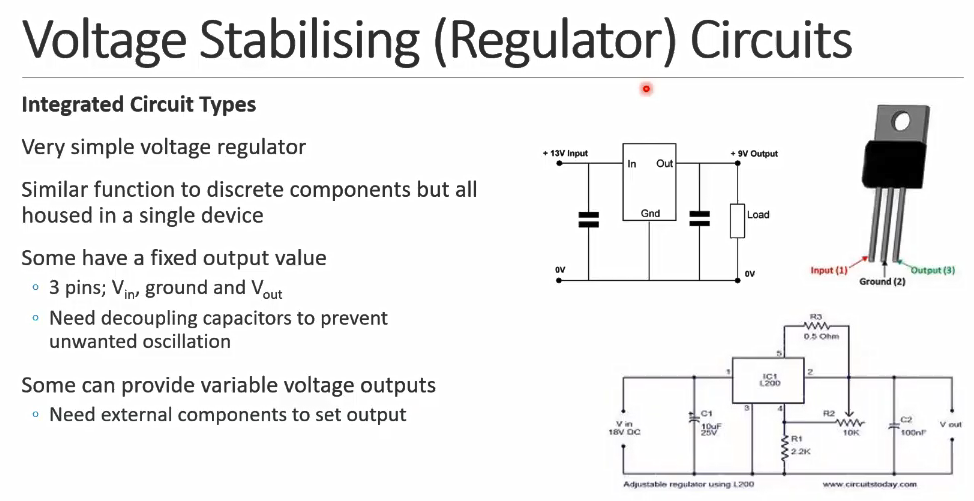 Voltage Stabilising (Regulator) Circuits
Integrated Circuit Types
Very simple voltage regulator
Similar function to discrete components but all
housed in a single device
Some have a fixed output value
◦ 3 pins; Vin, ground and Vout
◦ Need decoupling capacitors to prevent
unwanted oscillation
Some can provide variable voltage outputs
◦ Need external components to set output
+ 13V Input
+ 9V Output
In
Out
Gnd
Load
0V
0V
Input (1)
Output (3)
Ground (2)
R3
0.5 Ohm
5
1
IC1
L200
2
3
4
V in
18V DC
C1
10uF
25V
R2
10K
R1
2.2K
C2
100nF
V out
Adjustable regulator using L200
www.circuitstoday.com